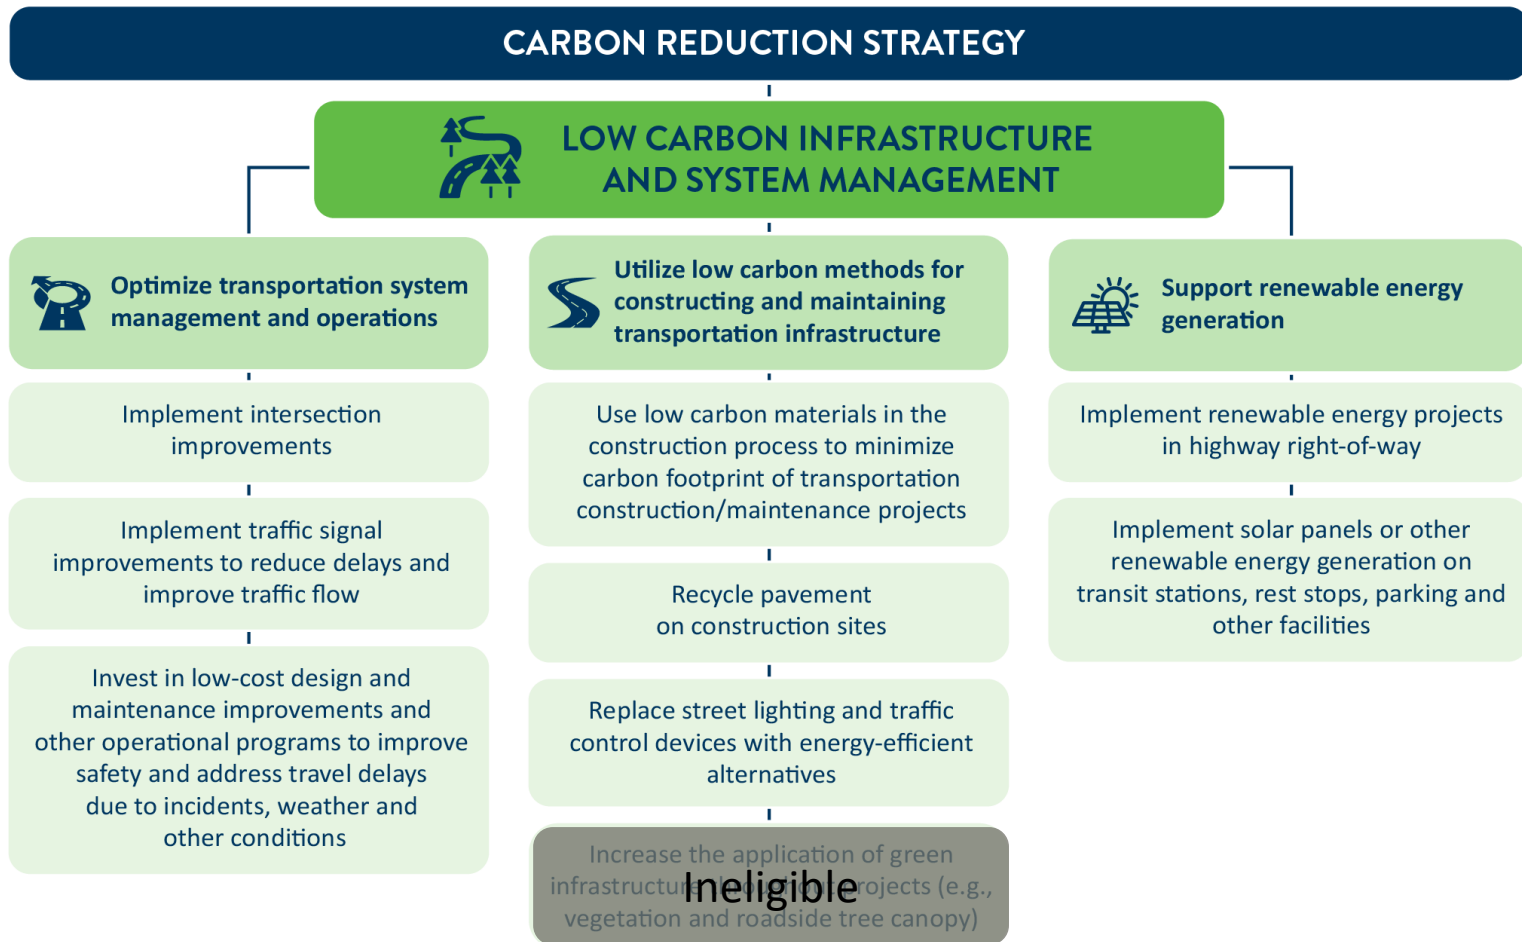 CARBON REDUCTION STRATEGY
LOW CARBON INFRASTRUCTURE
AND SYSTEM MANAGEMENT
Optimize transportation system
management and operations
Implement intersection
improvements
Implement traffic signal
improvements to reduce delays and
improve traffic flow
Invest in low-cost design and
maintenance improvements and
other operational programs to improve
safety and address travel delays
due to incidents, weather and
other conditions
Utilize low carbon methods for
constructing and maintaining
transportation infrastructure
Use low carbon materials in the
construction process to minimize
carbon footprint of transportation
construction/maintenance projects
Recycle pavement
on construction sites
Replace street lighting and traffic
control devices with energy-efficient
alternatives
Increase the application of green
infrastructure throughout projects (e.g.,
vegetation and roadside tree canopy)
Ineligible
Support renewable energy
generation
Implement renewable energy projects
in highway right-of-way
Implement solar panels or other
renewable energy generation on
transit stations, rest stops, parking and
other facilities